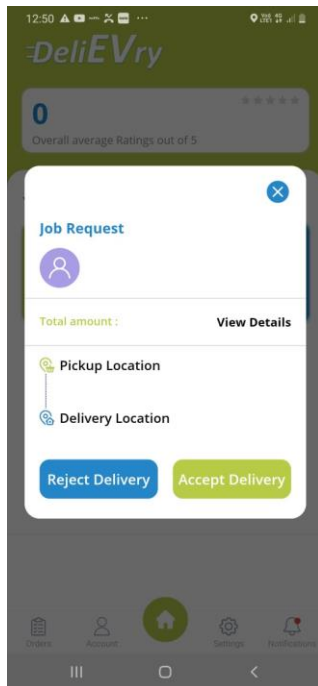 12:50
DeliEVry
0
Overall average Ratings out of 5
Job Request
Total amount :
View Details
Pickup Location
Delivery Location
Reject Delivery
Accept Delivery
Orders
Account
Settings
Notifications